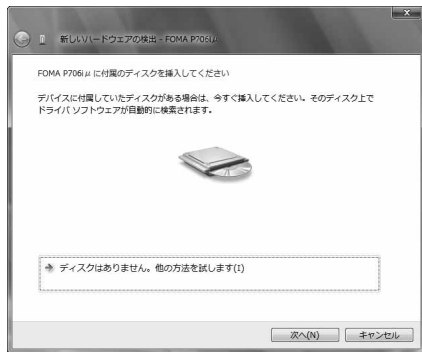 新しいハードウェアの検出 - FOMA P706iμ
FOMA P706iμ に付属のディスクを挿入してください
デバイスに付属していたディスクがある場合は、今すぐ挿入してください。そのディスク上で
ドライバ ソフトウェアが自動的に検索されます。
ディスクはありません。他の方法を試します(I)
次へ(N)
キャンセル